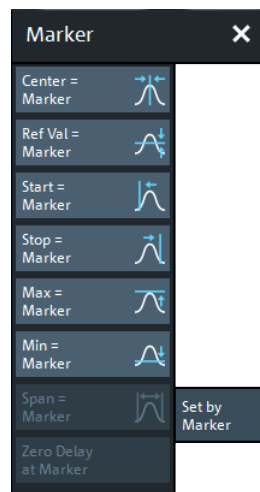 Marker
Center =
Marker
Ref Val =
Marker
Start =
Marker
Stop =
Marker
Max =
Marker
Min =
Marker
Span =
Marker
Set by
Marker
Zero Delay
at Marker